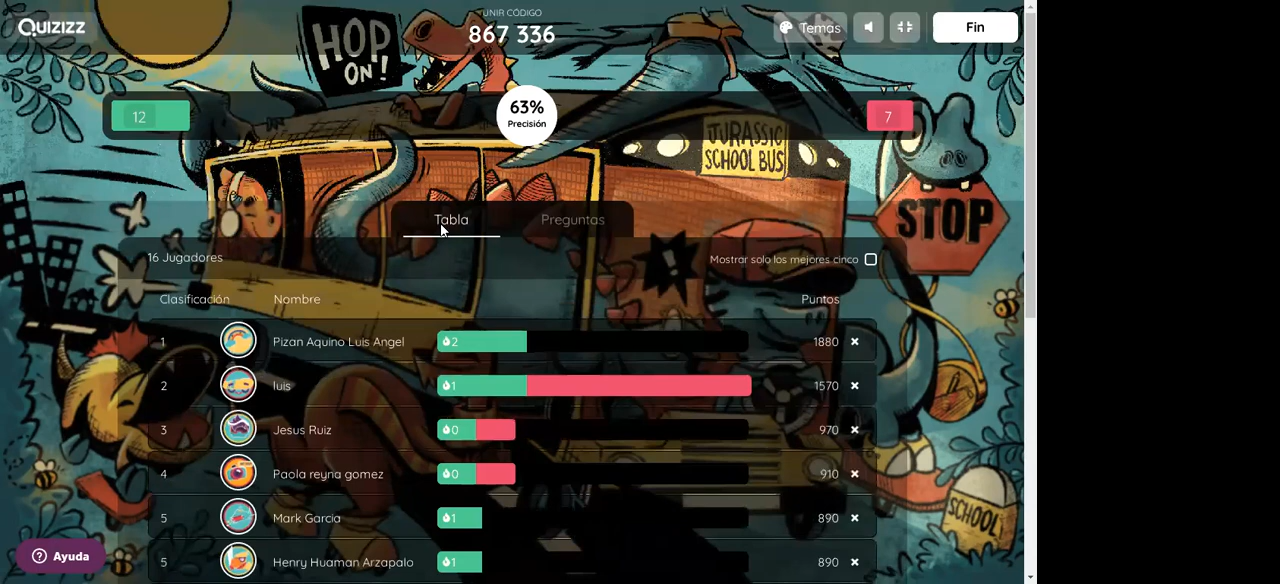 QUIZIZZ
UNIR CÓDIGO
867 336
Temas
Fin
HOP
ON!
12
63%
Precisión
7
JURASSIC
SCHOOL BUS
STOP
Tabla
Preguntas
16 Jugadores
Mostrar solo los mejores cinco
Clasificación Nombre Puntos
1 Pizan Aquino Luis Angel 2 1880 ×
2 luis 1 1570 ×
3 Jesus Ruiz 0 970 ×
4 Paola reyna gomez 0 910 ×
5 Mark Garcia 1 890 ×
5 Henry Huaman Arzapalo 1 890 ×
SCHOOL
? Ayuda